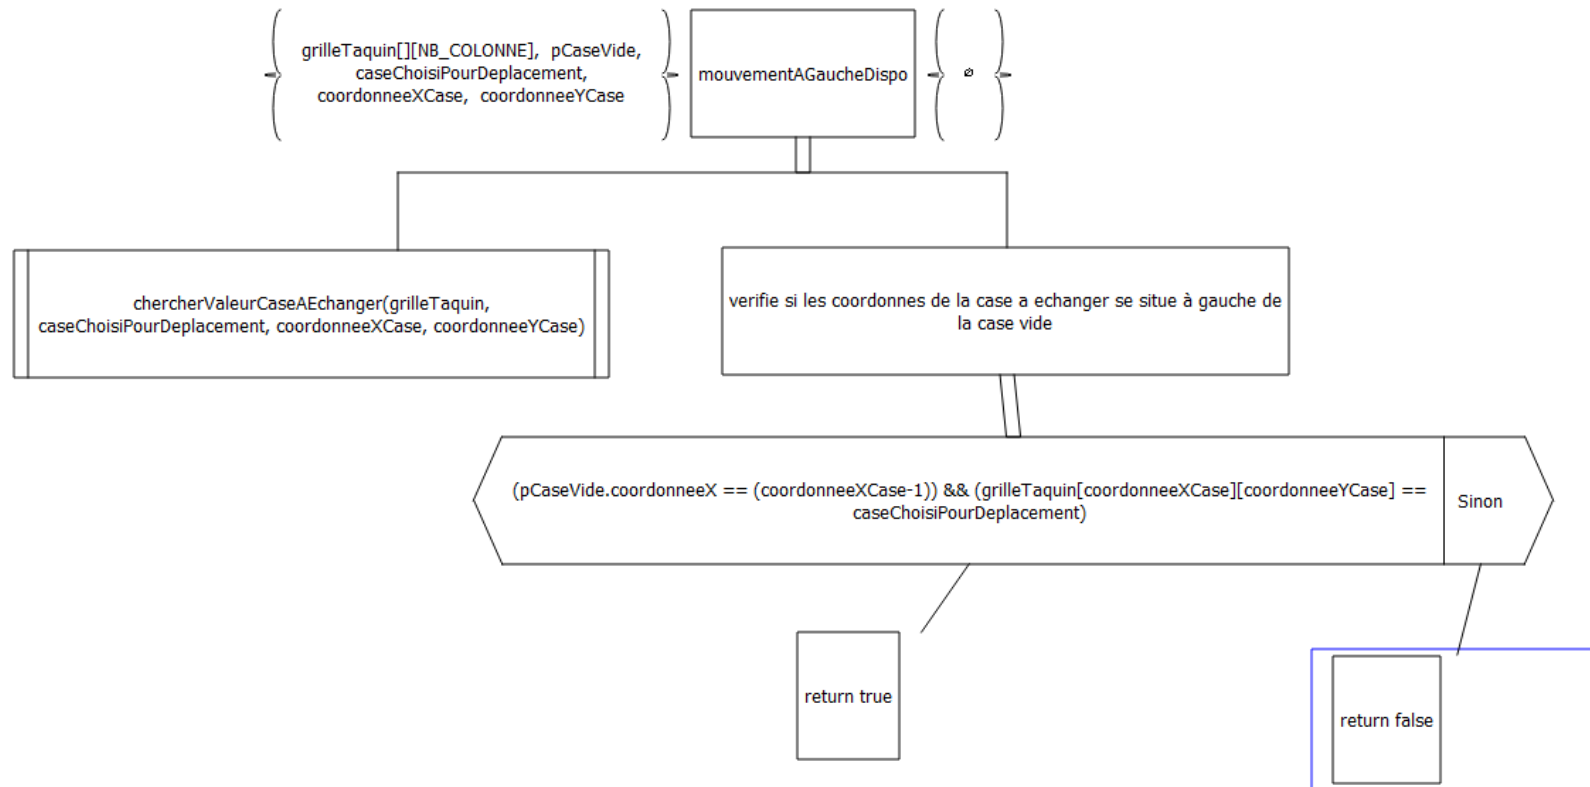 grilleTaquin[][NB_COLONNE], pCaseVide,
caseChoisiPourDeplacement,
coordonneeXCase, coordonneeYCase
mouvementAGaucheDispo
ø
chercherValeurCaseAEchanger(grilleTaquin,
caseChoisiPourDeplacement, coordonneeXCase, coordonneeYCase)
verifie si les coordonnes de la case a echanger se situe à gauche de
la case vide
(pCaseVide.coordonneeX == (coordonneeXCase-1)) && (grilleTaquin[coordonneeXCase][coordonneeYCase] ==
caseChoisiPourDeplacement)
Sinon
return true
return false